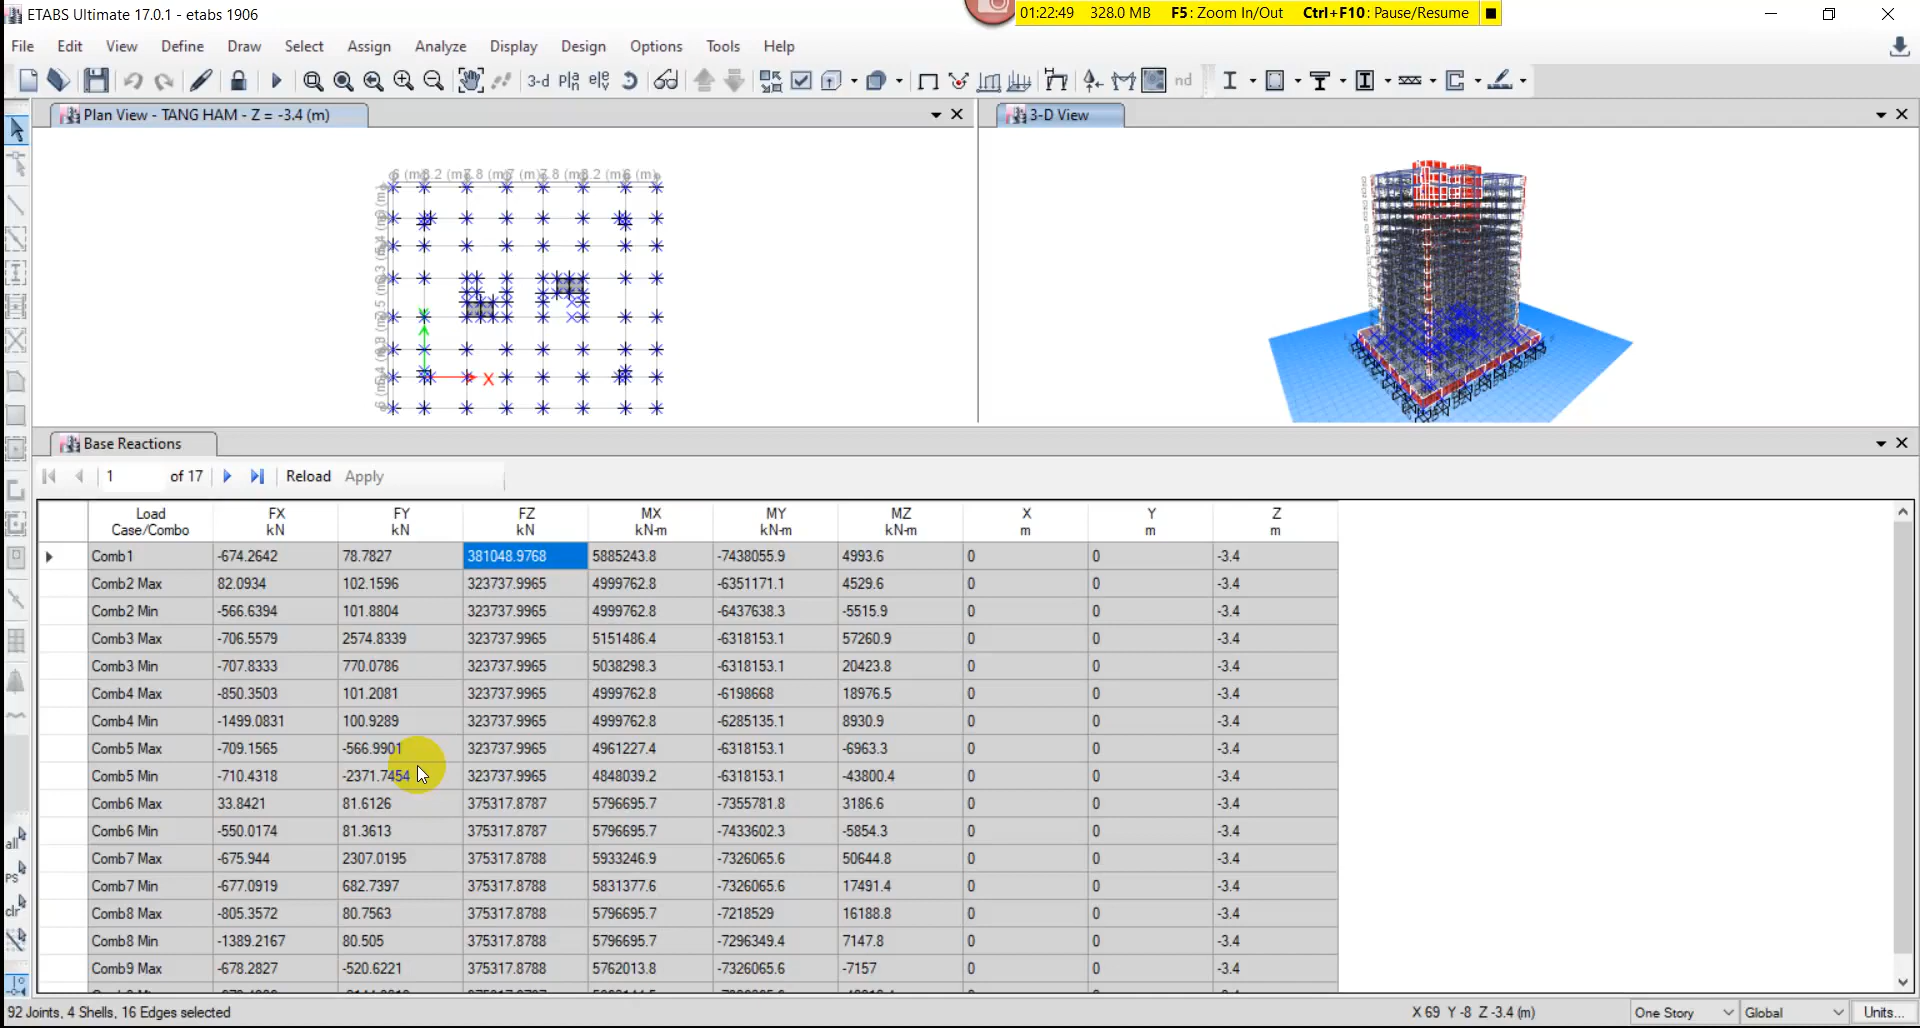 ETABS Ultimate 17.0.1 - etabs 1906
01:22:49 328.0 MB F5: Zoom In/Out Ctrl+F10: Pause/Resume
File Edit View Define Draw Select Assign Analyze Display Design Options Tools Help
3-d nd
Plan View - TANG HAM - Z = -3.4 (m)
3-D View
X
Base Reactions
1 of 17 Reload Apply
Load Case/Combo FX kN FY kN FZ kN MX kN-m MY kN-m MZ kN-m X m Y m Z m
Comb1 -674.2642 78.7827 381048.9768 5885243.8 -7438055.9 4993.6 0 0 -3.4
Comb2 Max 82.0934 102.1596 323737.9965 4999762.8 -6351171.1 4529.6 0 0 -3.4
Comb2 Min -566.6394 101.8804 323737.9965 4999762.8 -6437638.3 -5515.9 0 0 -3.4
Comb3 Max -706.5579 2574.8339 323737.9965 5151486.4 -6318153.1 57260.9 0 0 -3.4
Comb3 Min -707.8333 770.0786 323737.9965 5038298.3 -6318153.1 20423.8 0 0 -3.4
Comb4 Max -850.3503 101.2081 323737.9965 4999762.8 -6198668 18976.5 0 0 -3.4
Comb4 Min -1499.0831 100.9289 323737.9965 4999762.8 -6285135.1 8930.9 0 0 -3.4
Comb5 Max -709.1565 -566.9901 323737.9965 4961227.4 -6318153.1 -6963.3 0 0 -3.4
Comb5 Min -710.4318 -2371.7454 323737.9965 4848039.2 -6318153.1 -43800.4 0 0 -3.4
Comb6 Max 33.8421 81.6126 375317.8787 5796695.7 -7355781.8 3186.6 0 0 -3.4
Comb6 Min -550.0174 81.3613 375317.8787 5796695.7 -7433602.3 -5854.3 0 0 -3.4
Comb7 Max -675.944 2307.0195 375317.8788 5933246.9 -7326065.6 50644.8 0 0 -3.4
Comb7 Min -677.0919 682.7397 375317.8788 5831377.6 -7326065.6 17491.4 0 0 -3.4
Comb8 Max -805.3572 80.7563 375317.8788 5796695.7 -7218529 16188.8 0 0 -3.4
Comb8 Min -1389.2167 80.505 375317.8788 5796695.7 -7296349.4 7147.8 0 0 -3.4
Comb9 Max -678.2827 -520.6221 375317.8788 5762013.8 -7326065.6 -7157 0 0 -3.4
all
PS
clr
92 Joints, 4 Shells, 16 Edges selected
X 69 Y -8 Z -3.4 (m) One Story Global Units...